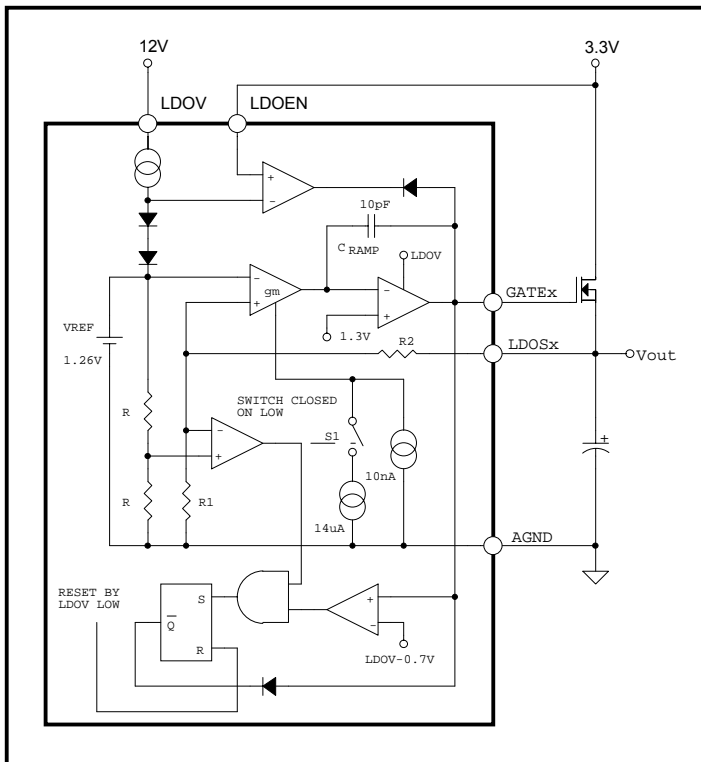 12V
3.3V
LDOV
LDOEN
+
-
10pF
C RAMP
LDOV
-
gm
+
-
+
1.3V
GATEx
VREF
1.26V
R2
LDOSx
Vout
SWITCH CLOSED
ON LOW
R
-
+
S1
10nA
+
R
R1
14uA
AGND
RESET BY
LDOV LOW
S
Q
R
+
-
LDOV-0.7V